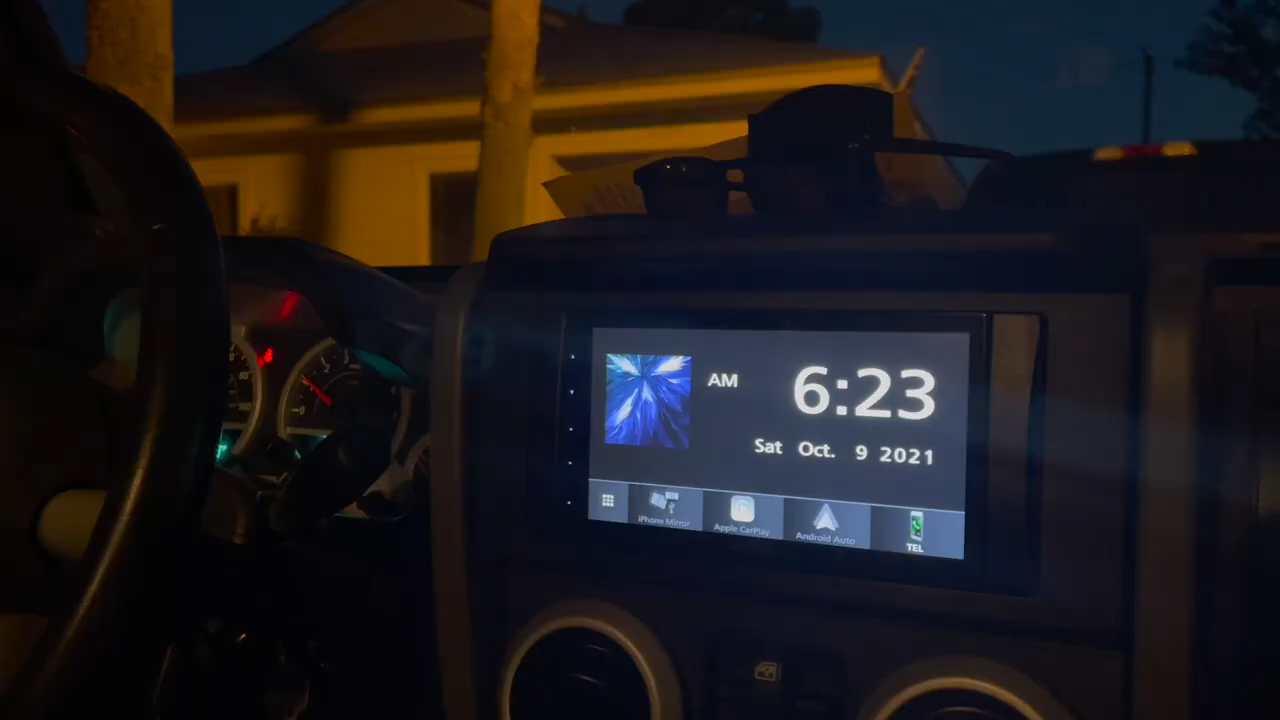 AM
6:23
Sat Oct. 9 2021
iPhone Mirror
Apple CarPlay
Android Auto
TEL